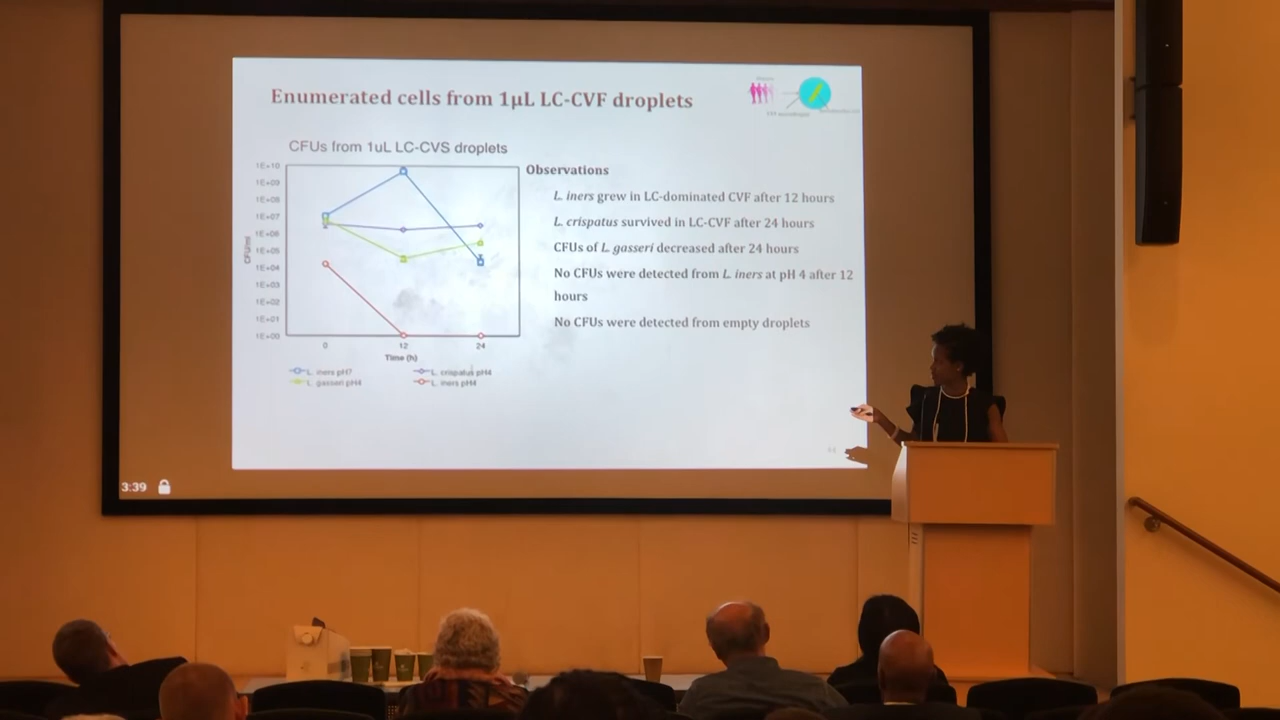 Enumerated cells from 1µL LC-CVF droplets
CFUs from 1uL LC-CVS droplets
1E+10
1E+09
1E+08
1E+07
1E+06
1E+05
1E+04
1E+03
1E+02
1E+01
1E+00
CFU/ml
0 12 24
Time (h)
L. iners pH7
L. crispatus pH4
L. gasseri pH4
L. iners pH4
Observations
L. iners grew in LC-dominated CVF after 12 hours
L. crispatus survived in LC-CVF after 24 hours
CFUs of L. gasseri decreased after 24 hours
No CFUs were detected from L. iners at pH 4 after 12
hours
No CFUs were detected from empty droplets
3:39